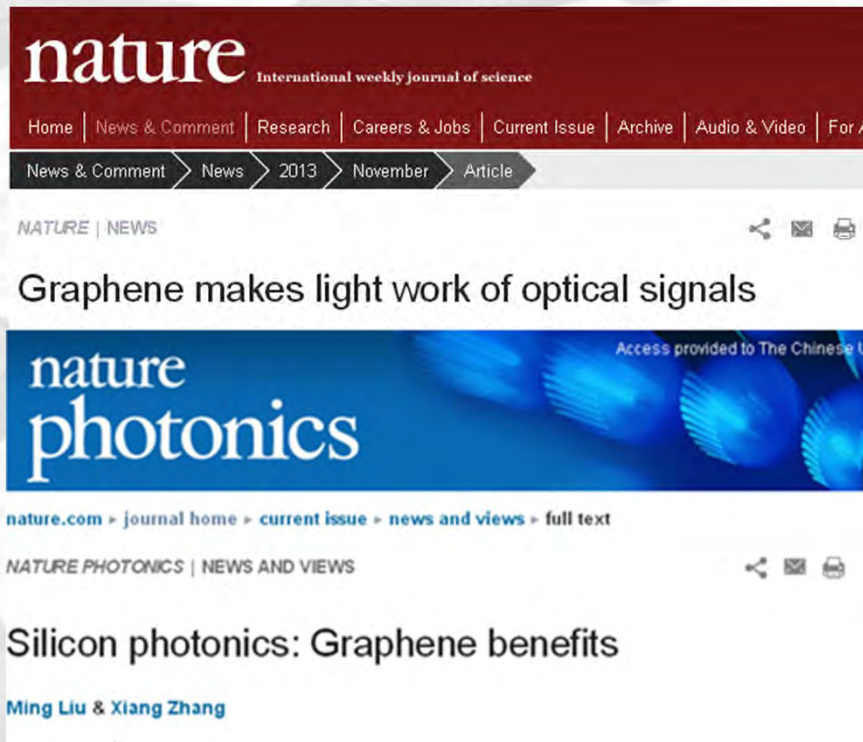 nature International weekly journal of science
Home News & Comment Research Careers & Jobs Current Issue Archive Audio & Video For
News & Comment News 2013 November Article
NATURE | NEWS
Graphene makes light work of optical signals
Access provided to The Chinese
nature
photonics
nature.com ▸ journal home ▸ current issue ▸ news and views ▸ full text
NATURE PHOTONICS | NEWS AND VIEWS
Silicon photonics: Graphene benefits
Ming Liu & Xiang Zhang